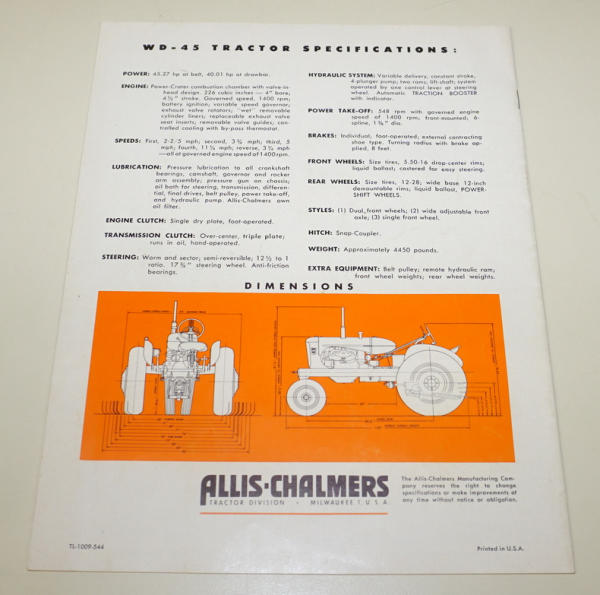 WD-45 TRACTOR SPECIFICATIONS:
POWER: 45.27 hp at belt, 40.01 hp at drawbar.
ENGINE: Power-Crater combustion chamber with valve-in-
head design. 226 cubic inches — 4" bore;
4½" stroke. Governed speed, 1400 rpm;
battery ignition; variable speed governor;
exhaust valve rotators; "wet" removable
cylinder liners; replaceable exhaust valve
seat inserts; removable valve guides, con-
trolled cooling with by-pass thermostat.
SPEEDS: First, 2-2/5 mph; second, 3¾ mph; third, 5
mph; fourth, 11¼ mph; reverse, 3¼ mph
—all at governed engine speed of 1400 rpm.
LUBRICATION: Pressure lubrication to all crankshaft
bearings, camshaft, governor and rocker
arm assembly; pressure gun on chassis;
oil bath for steering, transmission, differen-
tial, final drives, belt pulley, power take-off,
and hydraulic pump. Allis-Chalmers own
oil filter.
ENGINE CLUTCH: Single dry plate, foot-operated.
TRANSMISSION CLUTCH: Over-center, triple plate;
runs in oil, hand-operated.
STEERING: Worm and sector; semi-reversible; 12½ to 1
ratio. 17¾" steering wheel. Anti-friction
bearings.
HYDRAULIC SYSTEM: Variable delivery, constant stroke,
4-plunger pump; two rams, lift-shaft; system
operated by one control lever at steering
wheel. Automatic TRACTION BOOSTER
with indicator.
POWER TAKE-OFF: 548 rpm with governed engine
speed of 1400 rpm, front-mounted; 6-
spline, 1⅛" dia.
BRAKES: Individual, foot-operated; external contracting
shoe type. Turning radius with brake ap-
plied, 8 feet.
FRONT WHEELS: Size tires, 5.50-16 drop-center rims;
liquid ballast; castored for easy steering.
REAR WHEELS: Size tires, 12-28; wide base 12-inch
demountable rims; liquid ballast, POWER-
SHIFT WHEELS.
STYLES: (1) Dual front wheels; (2) wide adjustable front
axle; (3) single front wheel.
HITCH: Snap-Coupler.
WEIGHT: Approximately 4450 pounds.
EXTRA EQUIPMENT: Belt pulley; remote hydraulic ram;
front wheel weights; rear wheel weights.
DIMENSIONS
ALLIS-CHALMERS
TRACTOR DIVISION · MILWAUKEE 1 U.S.A.
The Allis-Chalmers Manufacturing Com-
pany reserves the right to change
specifications or make improvements at
any time without notice or obligation.
TL-1009-544
Printed in U.S.A.